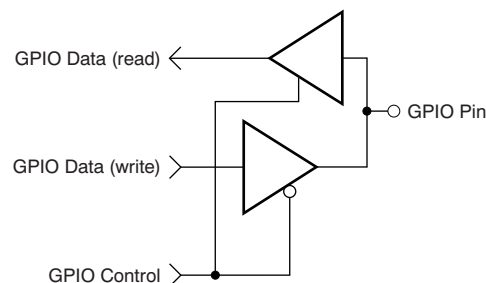 GPIO Data (read)
GPIO Pin
GPIO Data (write)
GPIO Control